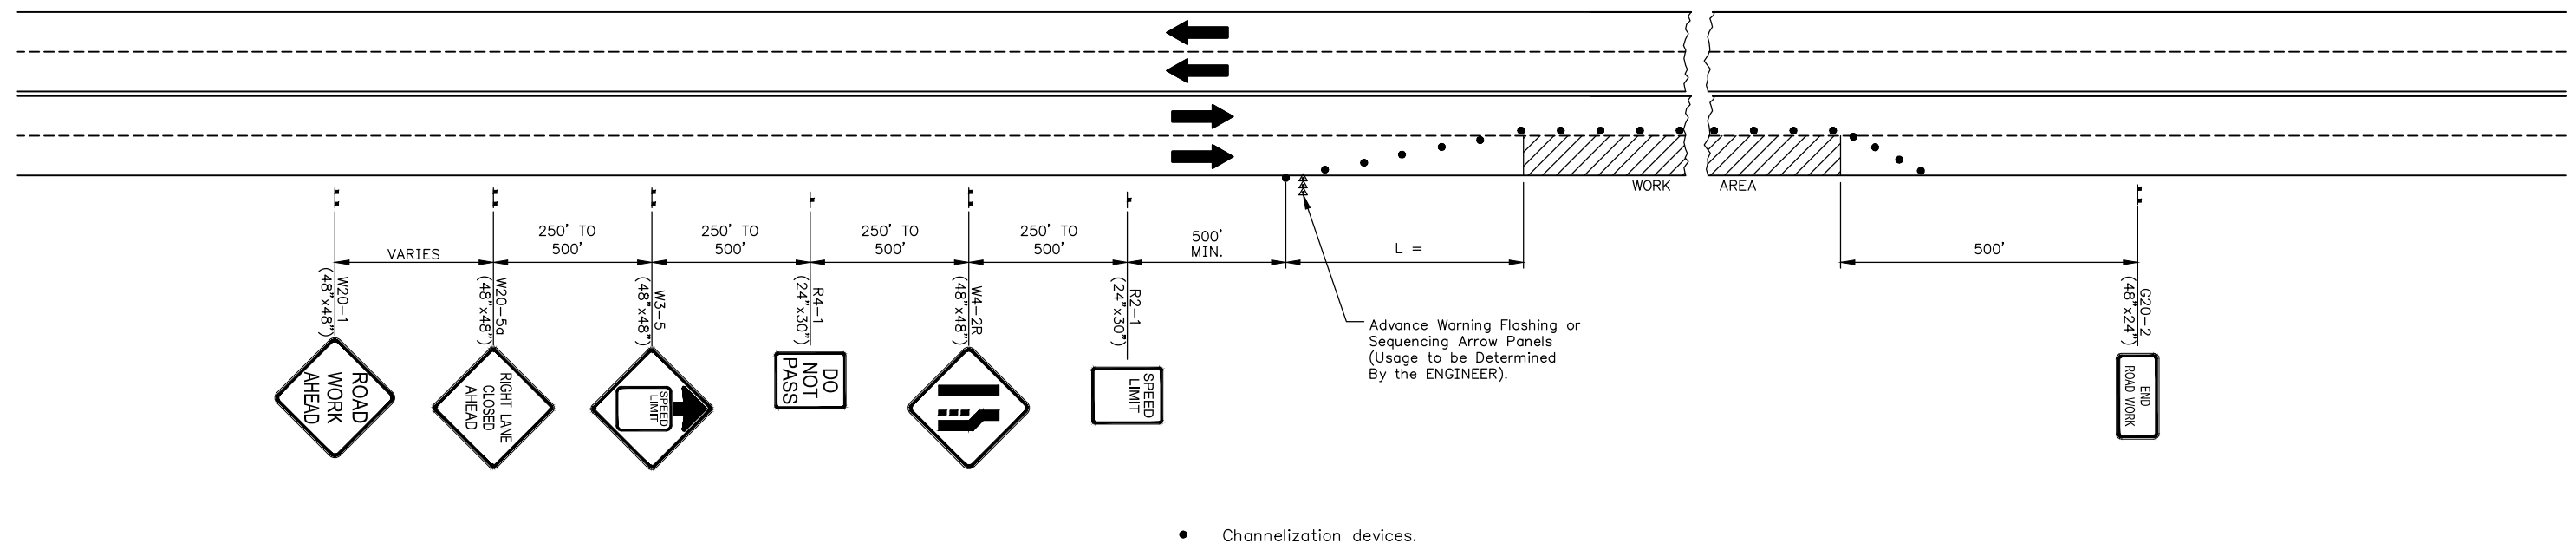 WORK AREA
VARIES
250' TO
500'
250' TO
500'
250' TO
500'
250' TO
500'
500'
MIN.
L =
500'
W20-1
(48"x48")
W20-5a
(48"x48")
W3-5
(48"x48")
R4-1
(24"x30")
W4-2R
(48"x48")
R2-1
(24"x30")
G20-2
(48"x24")
Advance Warning Flashing or
Sequencing Arrow Panels
(Usage to be Determined
By the ENGINEER).
ROAD
WORK
AHEAD
RIGHT LANE
CLOSED
AHEAD
SPEED
LIMIT
DO
NOT
PASS
SPEED
LIMIT
END
ROAD WORK
Channelization devices.